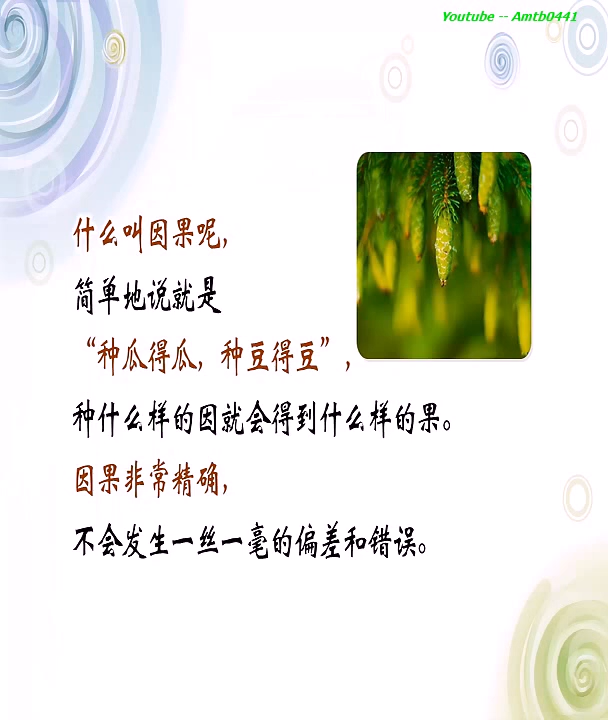 Youtube -- Amtb0441
什么叫因果呢，
简单地说就是
“种瓜得瓜，种豆得豆”，
种什么样的因就会得到什么样的果。
因果非常精确，
不会发生一丝一毫的偏差和错误。